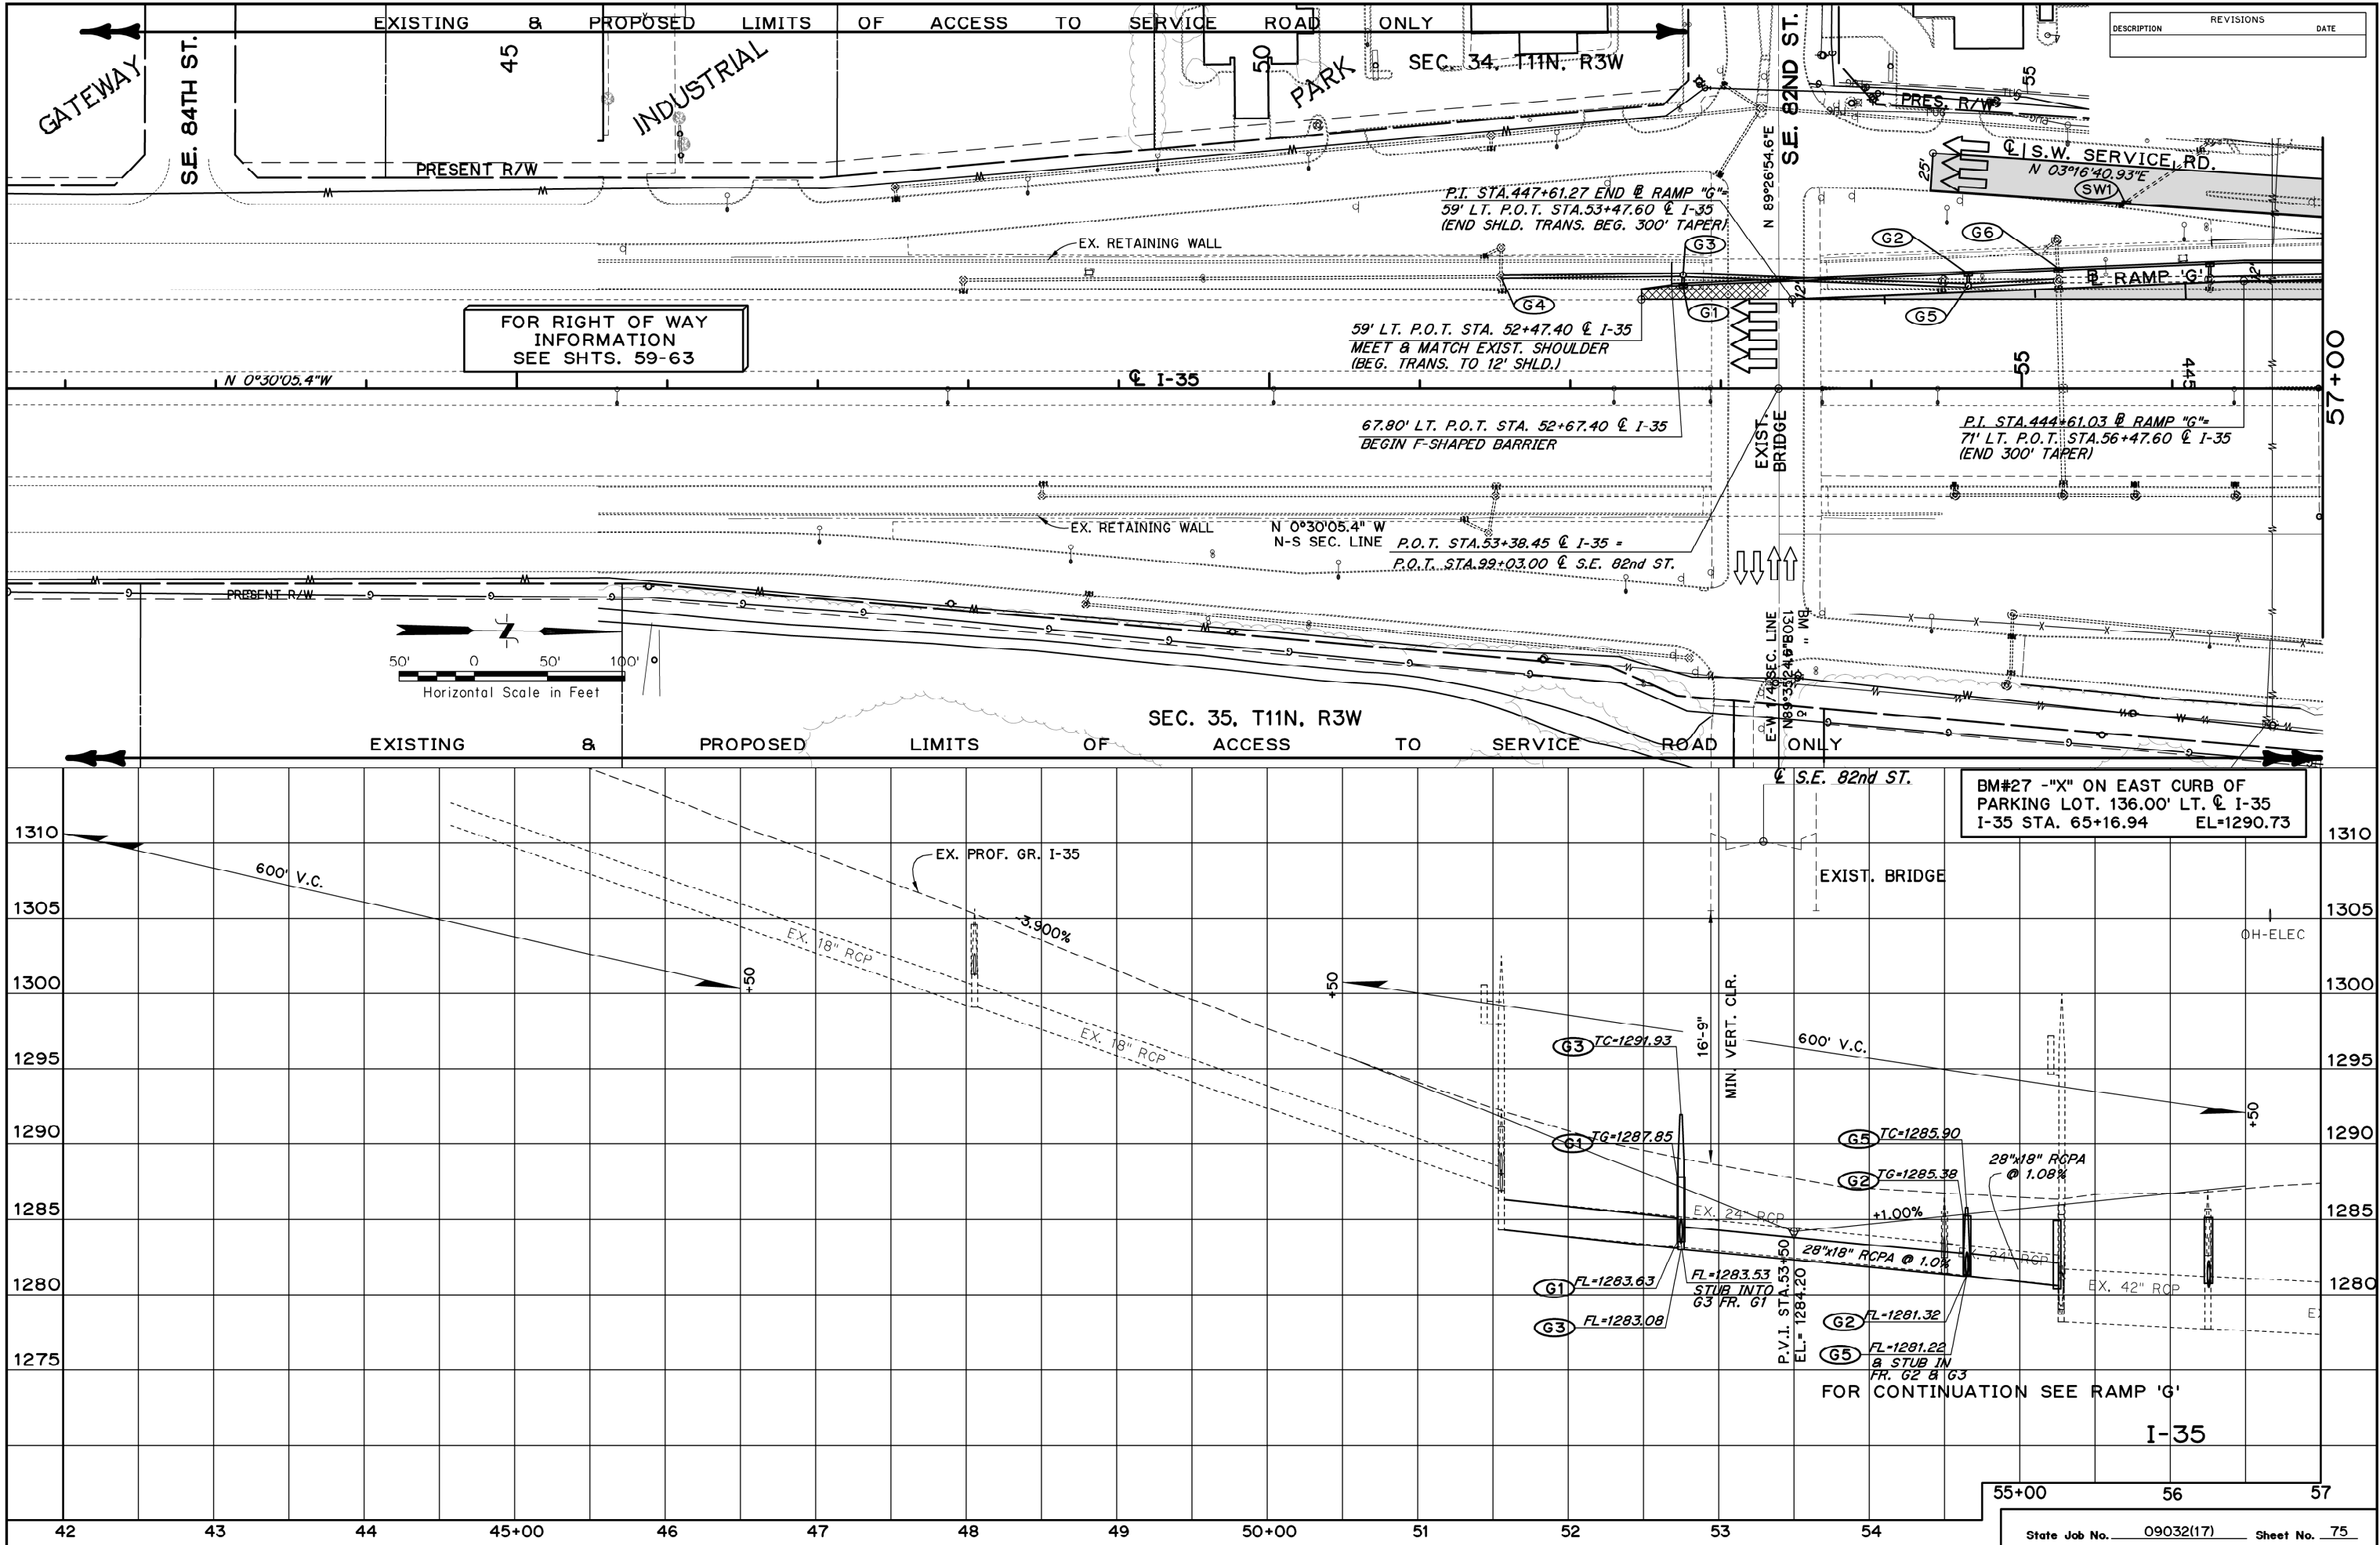 EXISTING & PROPOSED LIMITS OF ACCESS TO SERVICE ROAD ONLY
REVISIONS
DESCRIPTION DATE
GATEWAY
S.E. 84TH ST.
45
INDUSTRIAL
50
PARK
SEC. 34, T11N, R3W
S.E. 82ND ST.
55
PRES. R/W
PRESENT R/W
N 89°26'54.6"E
25'
℄ S.W. SERVICE RD.
N 03°16'40.93"E
SW1
P.I. STA.447+61.27 END ℄ RAMP "G"=
59' LT. P.O.T. STA.53+47.60 ℄ I-35
(END SHLD. TRANS. BEG. 300' TAPER)
EX. RETAINING WALL
G3
G2
G6
RAMP 'G'
12'
G4
G1
12'
G5
FOR RIGHT OF WAY
INFORMATION
SEE SHTS. 59-63
59' LT. P.O.T. STA. 52+47.40 ℄ I-35
MEET & MATCH EXIST. SHOULDER
(BEG. TRANS. TO 12' SHLD.)
N 0°30'05.4"W
℄ I-35
55
445
57+00
67.80' LT. P.O.T. STA. 52+67.40 ℄ I-35
BEGIN F-SHAPED BARRIER
EXIST.
BRIDGE
P.I. STA.444+61.03 ℄ RAMP "G"=
71' LT. P.O.T. STA.56+47.60 ℄ I-35
(END 300' TAPER)
EX. RETAINING WALL
N 0°30'05.4" W
N-S SEC. LINE
P.O.T. STA.53+38.45 ℄ I-35 =
P.O.T. STA.99+03.00 ℄ S.E. 82nd ST.
PRESENT R/W
50' 0 50' 100'
Horizontal Scale in Feet
E-W 1/4 SEC. LINE
SEC. 35, T11N, R3W
EXISTING & PROPOSED LIMITS OF ACCESS TO SERVICE ROAD ONLY
℄ S.E. 82nd ST.
BM#27 -"X" ON EAST CURB OF
PARKING LOT. 136.00' LT. ℄ I-35
I-35 STA. 65+16.94 EL=1290.73
1310 1310
600' V.C.
EX. PROF. GR. I-35
EXIST. BRIDGE
1305 1305
-3.900%
EX. 18" RCP
OH-ELEC
1300 1300
+50
+50
16'-9"
MIN. VERT. CLR.
EX. 18" RCP
G3 TC=1291.93
600' V.C.
1295 1295
+50
1290 1290
G1 TG=1287.85
G5 TC=1285.90
28"x18" RCPA
@ 1.08%
G2 TG=1285.38
1285 1285
EX. 24" RCP
+1.00%
28"x18" RCPA @ 1.0%
EX. 24" RCP
1280 1280
G1 FL=1283.63
FL=1283.53
STUB INTO
G3 FR. G1
EX. 42" RCP
G3 FL=1283.08
P.V.I. STA.53+50
EL.= 1284.20
G2 FL=1281.32
G5 FL=1281.22
& STUB IN
FR. G2 & G3
1275
FOR CONTINUATION SEE RAMP 'G'
I-35
55+00 56 57
42 43 44 45+00 46 47 48 49 50+00 51 52 53 54
State Job No. 09032(17) Sheet No. 75